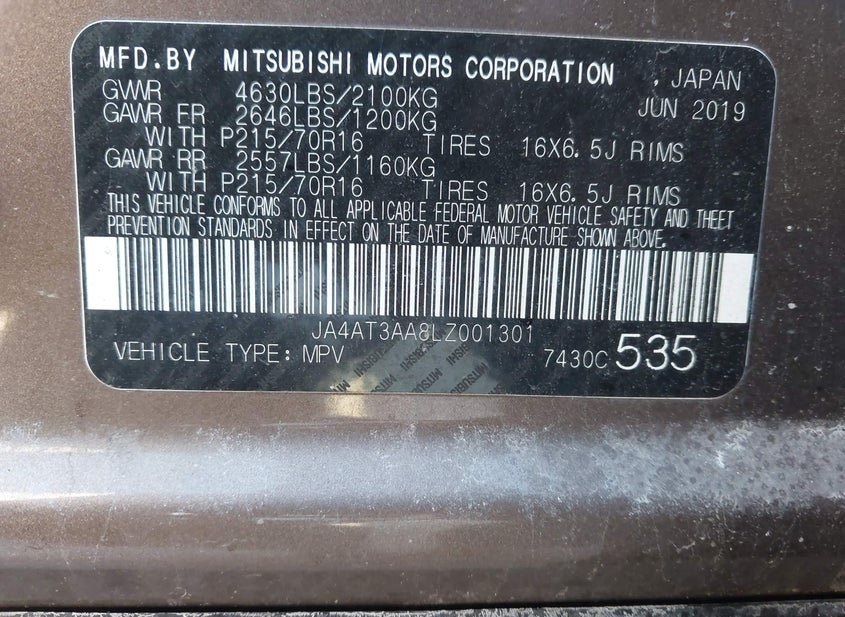 MFD.BY MITSUBISHI MOTORS CORPORATION , JAPAN
GVWR 4630LBS/2100KG JUN 2019
GAWR FR 2646LBS/1200KG
WITH P215/70R16 TIRES 16X6.5J RIMS
GAWR RR 2557LBS/1160KG
WITH P215/70R16 TIRES 16X6.5J RIMS
THIS VEHICLE CONFORMS TO ALL APPLICABLE FEDERAL MOTOR VEHICLE SAFETY AND THEFT
PREVENTION STANDARDS IN EFFECT ON THE DATE OF MANUFACTURE SHOWN ABOVE.
JA4AT3AA8LZ001301
VEHICLE TYPE: MPV 7430C 535
MITSUBISHI